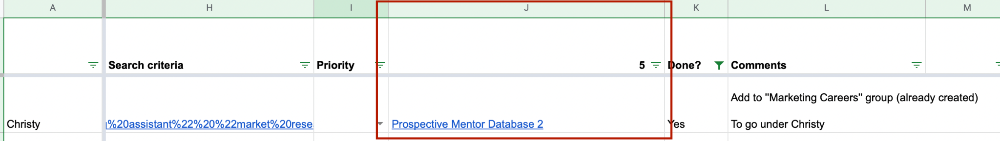 A H I J K L M
Search criteria Priority 5 Done? Comments
Add to "Marketing Careers" group (already created)
Christy %20assistant%22%20%22market%20rese Prospective Mentor Database 2 Yes To go under Christy